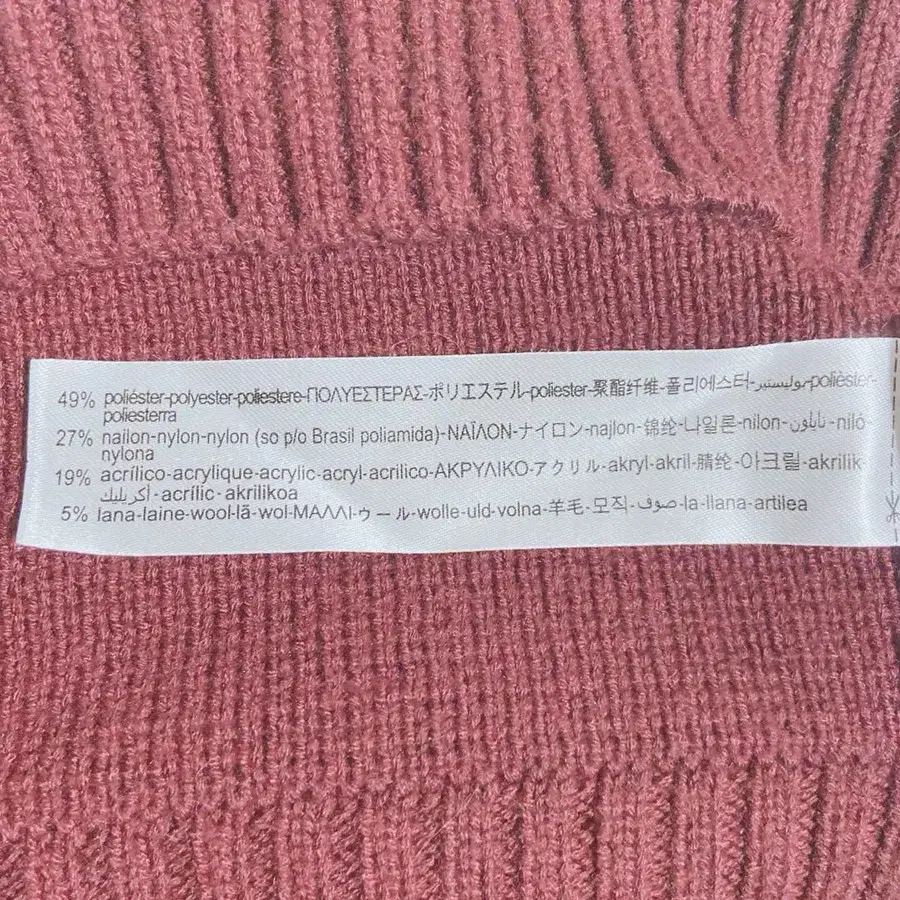 49% poliéster-polyester-poliestere-ΠΟΛΥΕΣΤΕΡΑΣ-ポリエステル-poliester-聚酯纤维-폴리에스터-بوليستير-polièster-
poliesterra
27% nailon-nylon-nylon (so p/o Brasil poliamida)-ΝΑΪΛΟΝ-ナイロン-najlon-锦纶-나일론-nilon-نايلون-niló-
nylona
19% acrílico-acrylique-acrylic-acryl-acrilico-ΑΚΡΥΛΙΚΟ-アクリル-akryl-akril-腈纶-아크릴-akrilik-
أكريليك-acrílic-akrilikoa
5% lana-laine-wool-lã-wol-ΜΑΛΛΙ-ウール-wolle-uld-volna-羊毛-모직-صوف-la-llana-artilea